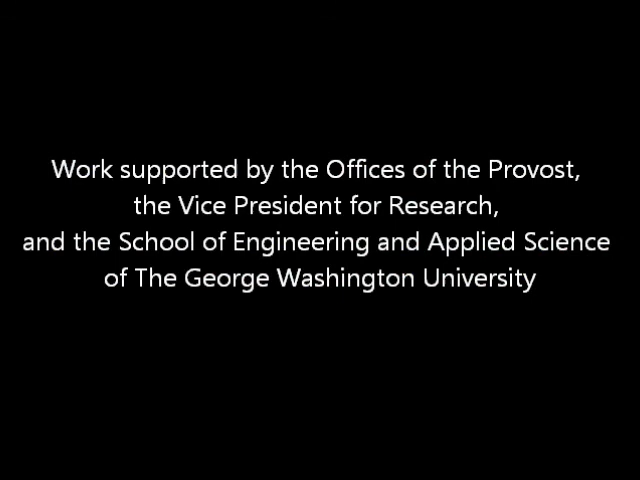 Work supported by the Offices of the Provost,
the Vice President for Research,
and the School of Engineering and Applied Science
of The George Washington University